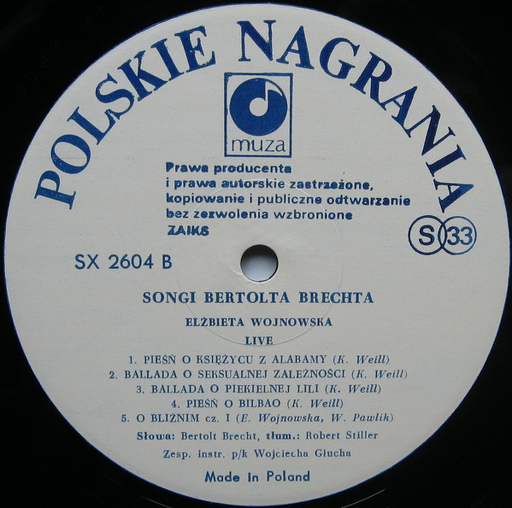 POLSKIE NAGRANIA
muza
Prawa producenta
i prawa autorskie zastrzeżone,
kopiowanie i publiczne odtwarzanie
bez zezwolenia wzbronione
ZAIKS
S 33
SX 2604 B
SONGI BERTOLTA BRECHTA
ELŻBIETA WOJNOWSKA
LIVE
1. PIEŚŃ O KSIĘŻYCU Z ALABAMY (K. Weill)
2. BALLADA O SEKSUALNEJ ZALEŻNOŚCI (K. Weill)
3. BALLADA O PIEKIELNEJ LILI (K. Weill)
4. PIEŚŃ O BILBAO (K. Weill)
5. O BLIŹNIM cz. I (E. Wojnowska, W. Pawlik)
Słowa: Bertolt Brecht, tłum.: Robert Stiller
Zesp. instr. p/k Wojciecha Głucha
Made in Poland